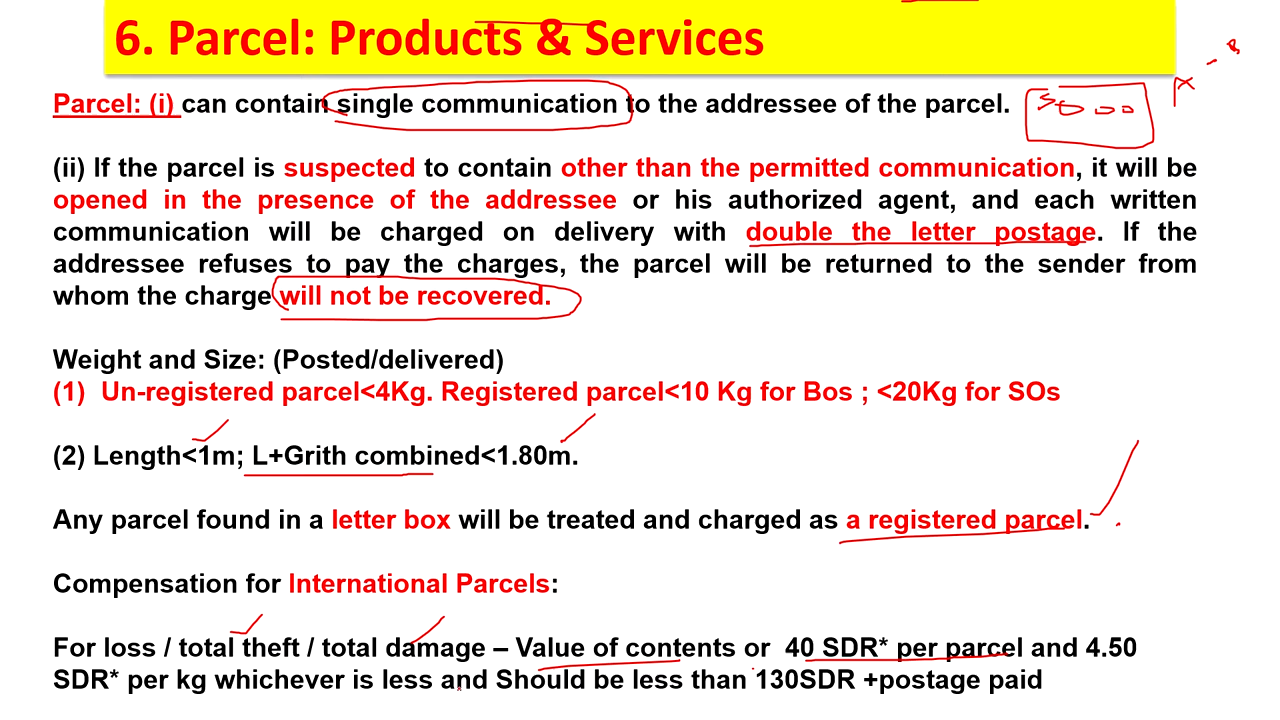 6. Parcel: Products & Services
Parcel: (i) can contain single communication to the addressee of the parcel.
(ii) If the parcel is suspected to contain other than the permitted communication, it will be
opened in the presence of the addressee or his authorized agent, and each written
communication will be charged on delivery with double the letter postage. If the
addressee refuses to pay the charges, the parcel will be returned to the sender from
whom the charge will not be recovered.
Weight and Size: (Posted/delivered)
(1) Un-registered parcel<4Kg. Registered parcel<10 Kg for Bos ; <20Kg for SOs
(2) Length<1m; L+Grith combined<1.80m.
Any parcel found in a letter box will be treated and charged as a registered parcel.
Compensation for International Parcels:
For loss / total theft / total damage – Value of contents or 40 SDR* per parcel and 4.50
SDR* per kg whichever is less and Should be less than 130SDR +postage paid